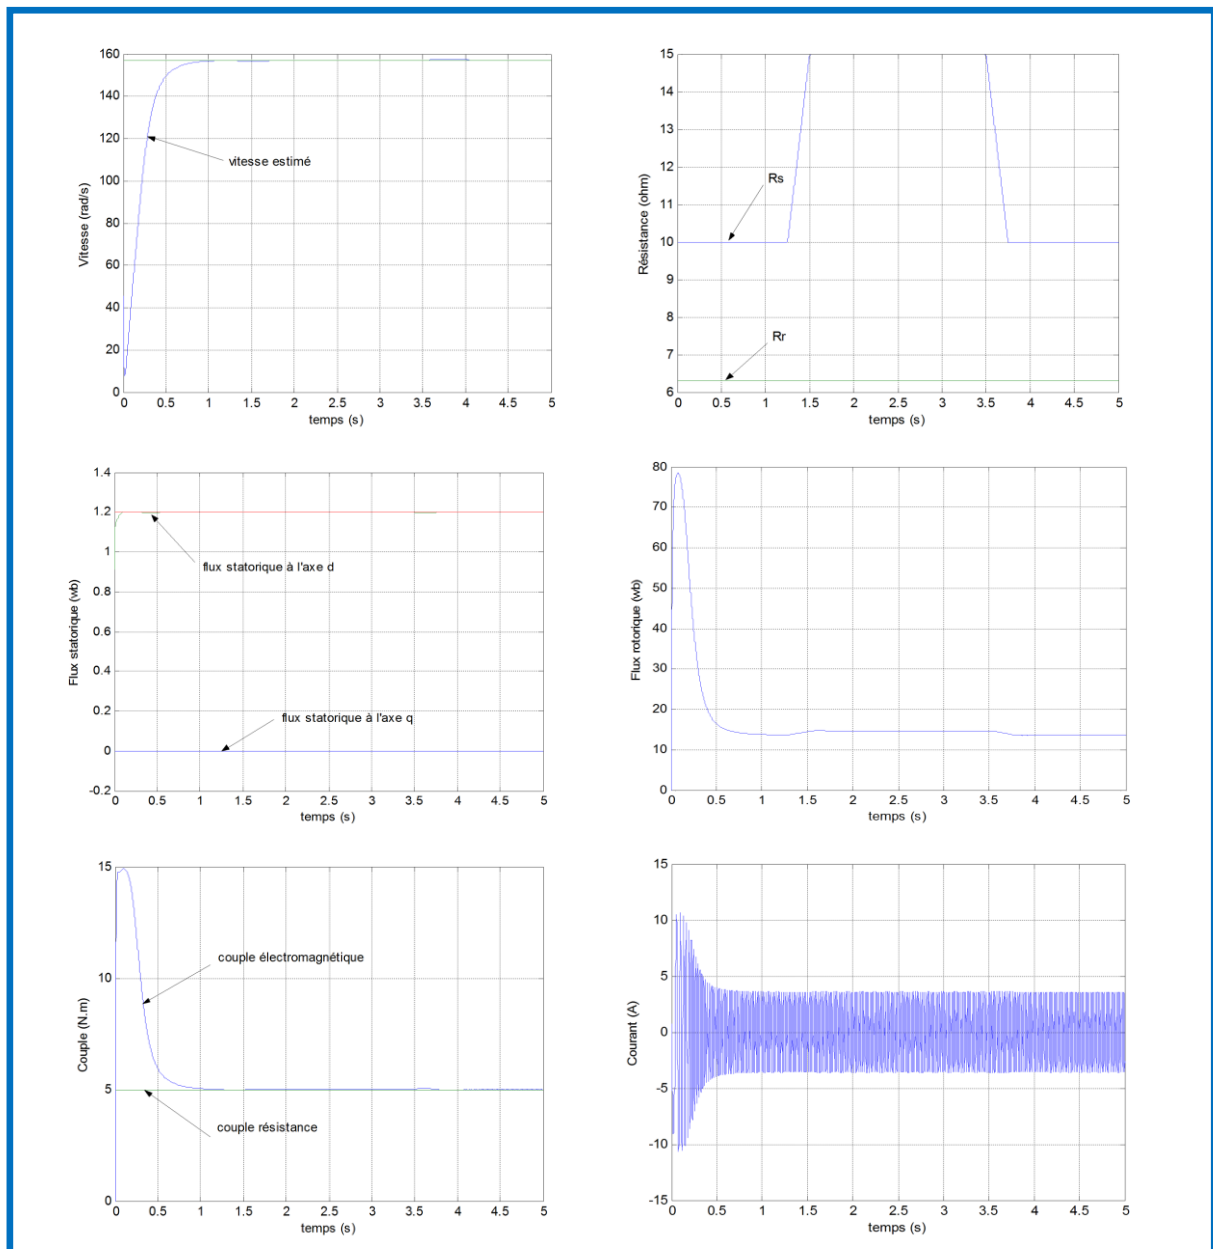 160
140
120
100
80
60
40
20
0
Vitesse (rad/s)
vitesse estimé
0 0.5 1 1.5 2 2.5 3 3.5 4 4.5 5
temps (s)
15
14
13
12
11
10
9
8
7
6
Résistance (ohm)
Rs
Rr
0 0.5 1 1.5 2 2.5 3 3.5 4 4.5 5
temps (s)
1.4
1.2
1
0.8
0.6
0.4
0.2
0
-0.2
Flux statorique (wb)
flux statorique à l'axe d
flux statorique à l'axe q
0 0.5 1 1.5 2 2.5 3 3.5 4 4.5 5
temps (s)
80
70
60
50
40
30
20
10
0
Flux rotorique (wb)
0 0.5 1 1.5 2 2.5 3 3.5 4 4.5 5
temps (s)
15
10
5
0
Couple (N.m)
couple électromagnétique
couple résistance
0 0.5 1 1.5 2 2.5 3 3.5 4 4.5 5
temps (s)
15
10
5
0
-5
-10
-15
Courant (A)
0 0.5 1 1.5 2 2.5 3 3.5 4 4.5 5
temps (s)